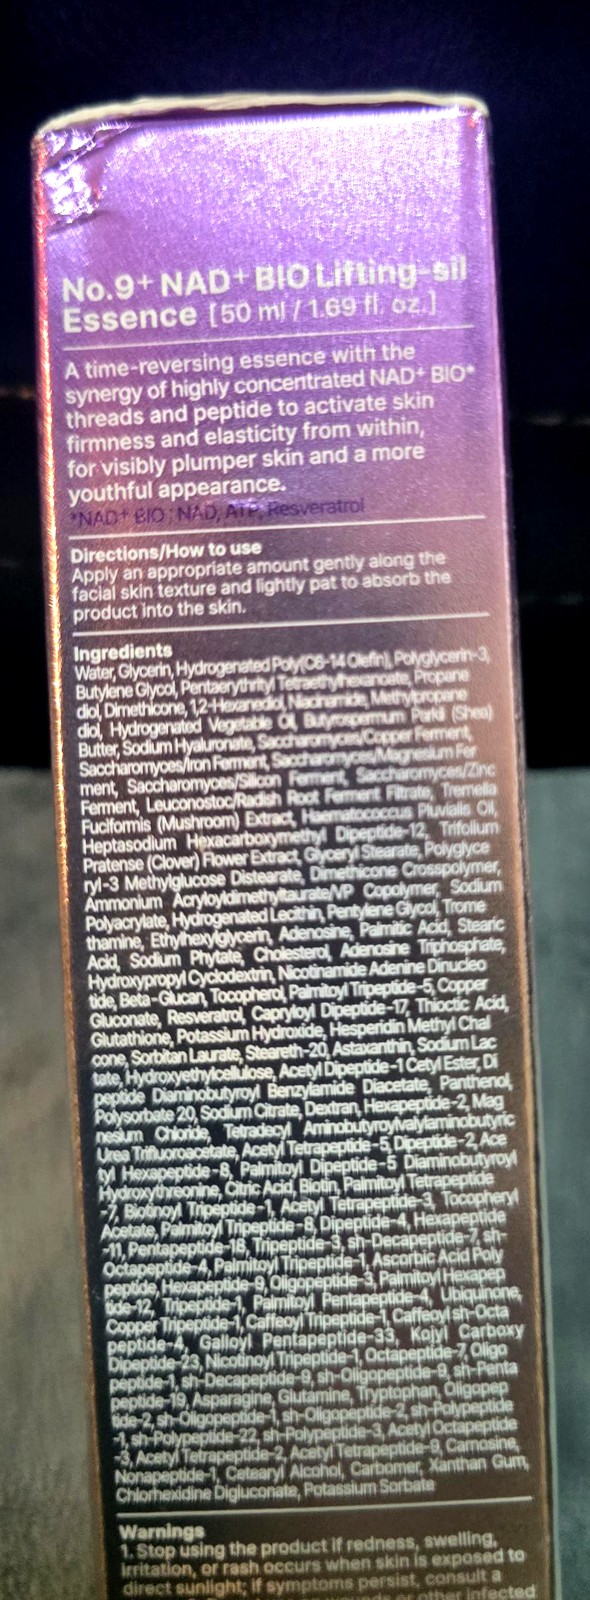 No.9+ NAD+ BIO Lifting-sil
Essence [50 ml / 1.69 fl. oz.]
A time-reversing essence with the
synergy of highly concentrated NAD+ BIO*
threads and peptide to activate skin
firmness and elasticity from within,
for visibly plumper skin and a more
youthful appearance.
*NAD+ BIO : NAD, ATP, Resveratrol
Directions/How to use
Apply an appropriate amount gently along the
facial skin texture and lightly pat to absorb the
product into the skin.
Ingredients
Water, Glycerin, Hydrogenated Poly(C6-14 Olefin), Polyglycerin-3,
Butylene Glycol, Pentaerythrityl Tetraethylhexanoate, Propane
diol, Dimethicone, 1,2-Hexanediol, Niacinamide, Methylpropane
diol, Hydrogenated Vegetable Oil, Butyrospermum Parkii (Shea)
Butter, Sodium Hyaluronate, Saccharomyces/Copper Ferment,
Saccharomyces/Iron Ferment, Saccharomyces/Magnesium Fer
ment, Saccharomyces/Silicon Ferment, Saccharomyces/Zinc
Ferment, Leuconostoc/Radish Root Ferment Filtrate, Tremella
Fuciformis (Mushroom) Extract, Haematococcus Pluvialis Oil,
Heptasodium Hexacarboxymethyl Dipeptide-12, Trifolium
Pratense (Clover) Flower Extract, Glyceryl Stearate, Polyglyce
ryl-3 Methylglucose Distearate, Dimethicone Crosspolymer,
Ammonium Acryloyldimethyltaurate/VP Copolymer, Sodium
Polyacrylate, Hydrogenated Lecithin, Pentylene Glycol, Trome
thamine, Ethylhexylglycerin, Adenosine, Palmitic Acid, Stearic
Acid, Sodium Phytate, Cholesterol, Adenosine Triphosphate,
Hydroxypropyl Cyclodextrin, Nicotinamide Adenine Dinucleo
tide, Beta-Glucan, Tocopherol, Palmitoyl Tripeptide-5, Copper
Gluconate, Resveratrol, Capryloyl Dipeptide-17, Thioctic Acid,
Glutathione, Potassium Hydroxide, Hesperidin Methyl Chal
cone, Sorbitan Laurate, Steareth-20, Astaxanthin, Sodium Lac
tate, Hydroxyethylcellulose, Acetyl Dipeptide-1 Cetyl Ester, Di
peptide Diaminobutyroyl Benzylamide Diacetate, Panthenol,
Polysorbate 20, Sodium Citrate, Dextran, Hexapeptide-2, Mag
nesium Chloride, Tetradecyl Aminobutyroylvalylaminobutyric
Urea Trifluoroacetate, Acetyl Tetrapeptide-5, Dipeptide-2, Ace
tyl Hexapeptide-8, Palmitoyl Dipeptide-5 Diaminobutyroyl
Hydroxythreonine, Citric Acid, Biotin, Palmitoyl Tetrapeptide
-7, Biotinoyl Tripeptide-1, Acetyl Tetrapeptide-3, Tocopheryl
Acetate, Palmitoyl Tripeptide-8, Dipeptide-4, Hexapeptide
-11, Pentapeptide-18, Tripeptide-3, sh-Decapeptide-7, sh-
Octapeptide-4, Palmitoyl Tripeptide-1, Ascorbic Acid Poly
peptide, Hexapeptide-9, Oligopeptide-3, Palmitoyl Hexapep
tide-12, Tripeptide-1, Palmitoyl Pentapeptide-4, Ubiquinone,
Copper Tripeptide-1, Caffeoyl Tripeptide-1, Caffeoyl sh-Octa
peptide-4, Galloyl Pentapeptide-33, Kojyl Carboxy
Dipeptide-23, Nicotinoyl Tripeptide-1, Octapeptide-7, Oligo
peptide-1, sh-Decapeptide-9, sh-Oligopeptide-9, sh-Penta
peptide-19, Asparagine, Glutamine, Tryptophan, Oligopep
tide-2, sh-Oligopeptide-1, sh-Oligopeptide-2, sh-Polypeptide
-1, sh-Polypeptide-22, sh-Polypeptide-3, Acetyl Octapeptide
-3, Acetyl Tetrapeptide-2, Acetyl Tetrapeptide-9, Carnosine,
Nonapeptide-1, Cetearyl Alcohol, Carbomer, Xanthan Gum,
Chlorhexidine Digluconate, Potassium Sorbate
Warnings
1. Stop using the product if redness, swelling,
irritation, or rash occurs when skin is exposed to
direct sunlight; if symptoms persist, consult a
wounds or other infected